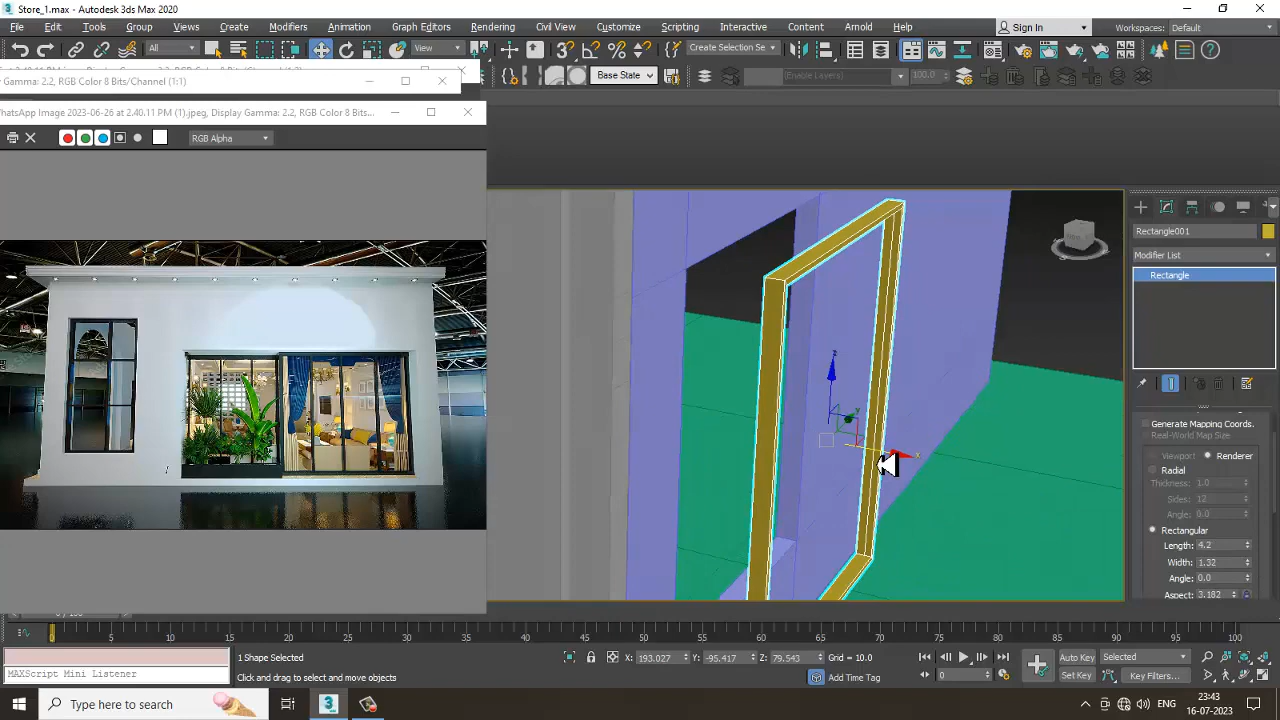 Store_1.max - Autodesk 3ds Max 2020
File Edit Tools Group Views Create Modifiers Animation Graph Editors Rendering Civil View Customize Scripting Interactive Content Arnold Help
Sign In
Workspaces: Default
All
View
Create Selection Se
Gamma: 2.2, RGB Color 8 Bits/Channel (1:1)
Base State
(Enable Layers)
100.0
hatsApp Image 2023-06-26 at 2.40.11 PM (1).jpeg, Display Gamma: 2.2, RGB Color 8 Bits...
RGB Alpha
Rectangle001
Modifier List
Rectangle
Generate Mapping Coords.
Real-World Map Size
Viewport Renderer
Radial
Thickness: 1.0
Sides: 12
Angle: 0.0
Rectangular
Length: 4.2
Width: 1.32
Angle: 0.0
Aspect: 3.182
z
y
x
0 5 10 15 20 25 30 35 40 45 50 55 60 65 70 75 80 85 90 95 100
1 Shape Selected
X: 193.027 Y: -95.417 Z: 79.543 Grid = 10.0
Auto Key Selected
MAXScript Mini Listener
Click and drag to select and move objects
Add Time Tag
0
Set Key Key Filters...
Type here to search
ENG
23:43
16-07-2023